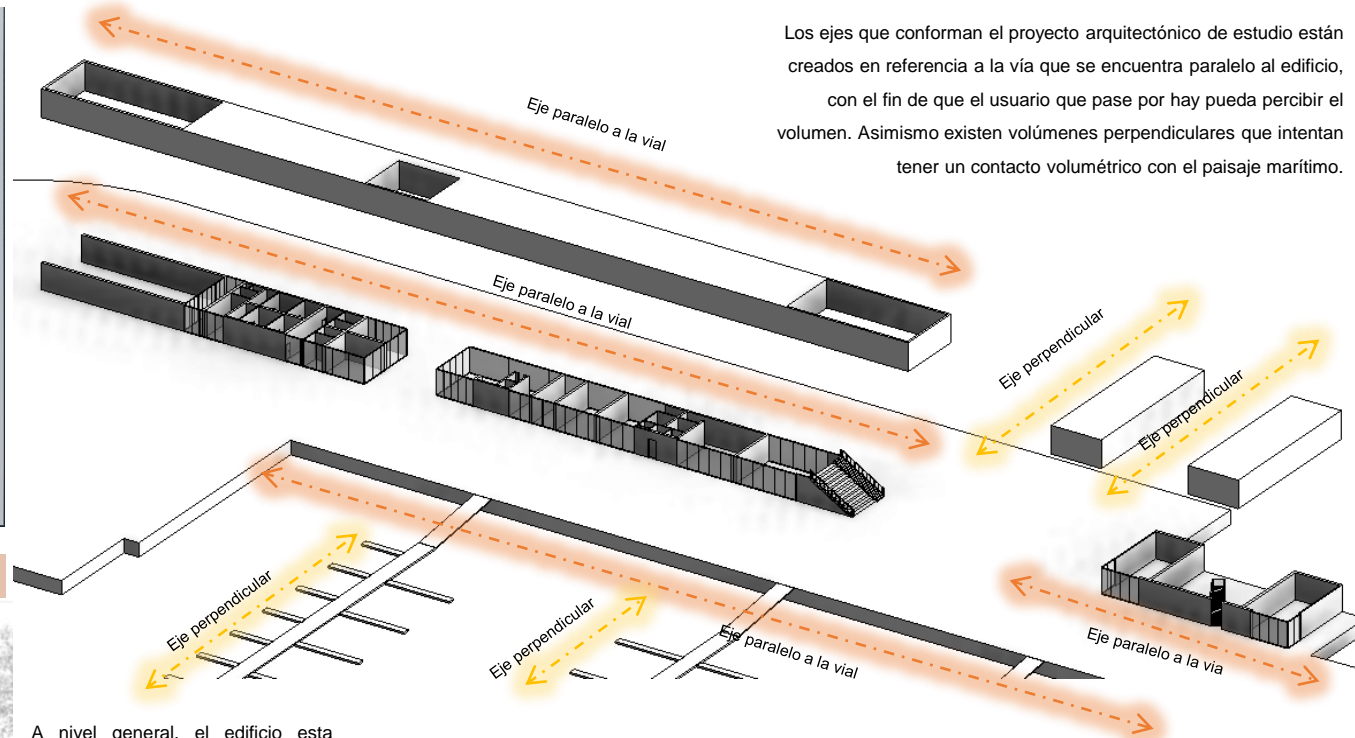 Los ejes que conforman el proyecto arquitectónico de estudio están
creados en referencia a la vía que se encuentra paralelo al edificio,
con el fin de que el usuario que pase por hay pueda percibir el
volumen. Asimismo existen volúmenes perpendiculares que intentan
tener un contacto volumétrico con el paisaje marítimo.
Eje paralelo a la vial
Eje paralelo a la vial
Eje perpendicular
Eje perpendicular
Eje perpendicular
Eje perpendicular
Eje paralelo a la vial
Eje paralelo a la via
A nivel general, el edificio esta